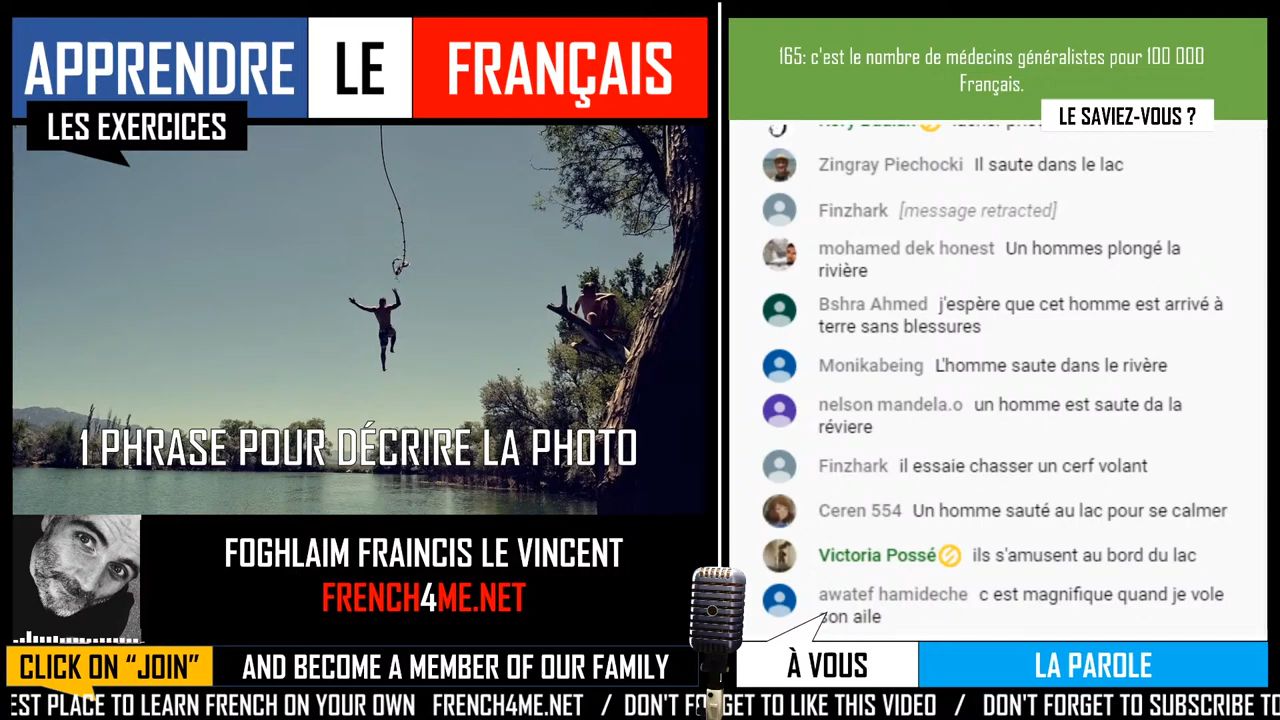 APPRENDRE LE FRANÇAIS
LES EXERCICES
1 PHRASE POUR DÉCRIRE LA PHOTO
FOGHLAIM FRAINCIS LE VINCENT
FRENCH4ME.NET
CLICK ON “JOIN” AND BECOME A MEMBER OF OUR FAMILY
165: c'est le nombre de médecins généralistes pour 100 000
Français.
LE SAVIEZ-VOUS ?
Zingray Piechocki Il saute dans le lac
Finzhark [message retracted]
mohamed dek honest Un hommes plongé la
rivière
Bshra Ahmed j'espère que cet homme est arrivé à
terre sans blessures
Monikabeing L'homme saute dans le rivère
nelson mandela.o un homme est saute da la
réviere
Finzhark il essaie chasser un cerf volant
Ceren 554 Un homme sauté au lac pour se calmer
Victoria Possé ils s'amusent au bord du lac
awatef hamideche c est magnifique quand je vole
son aile
À VOUS LA PAROLE
PLACE TO LEARN FRENCH ON YOUR OWN FRENCH4ME.NET / DON'T FORGET TO LIKE THIS VIDEO / DON'T FORGET TO SUBSCRIBE